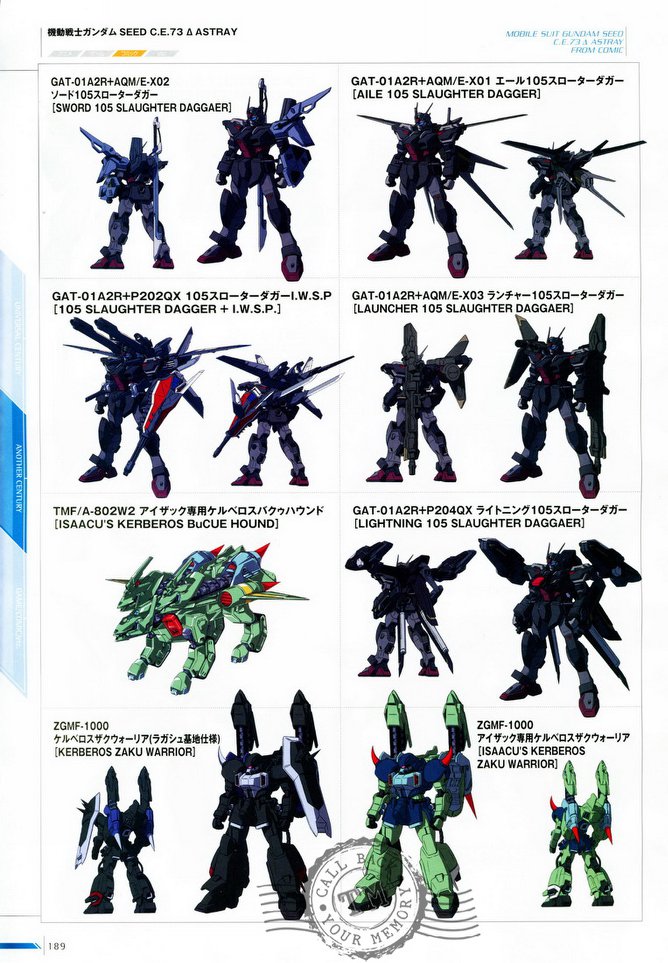 機動戦士ガンダム SEED C.E.73 Δ ASTRAY
MOBILE SUIT GUNDAM SEED
C.E.73 Δ ASTRAY
FROM COMIC
GAT-01A2R+AQM/E-X02
ソード105スローターダガー
[SWORD 105 SLAUGHTER DAGGAER]
GAT-01A2R+AQM/E-X01 エール105スローターダガー
[AILE 105 SLAUGHTER DAGGER]
GAT-01A2R+P202QX 105スローターダガーI.W.S.P
[105 SLAUGHTER DAGGER + I.W.S.P.]
GAT-01A2R+AQM/E-X03 ランチャー105スローターダガー
[LAUNCHER 105 SLAUGHTER DAGGAER]
TMF/A-802W2 アイザック専用ケルベロスバクゥハウンド
[ISAACU'S KERBEROS BuCUE HOUND]
GAT-01A2R+P204QX ライトニング105スローターダガー
[LIGHTNING 105 SLAUGHTER DAGGAER]
ZGMF-1000
ケルベロスザクウォーリア(ラガシュ基地仕様)
[KERBEROS ZAKU WARRIOR]
ZGMF-1000
アイザック専用ケルベロスザクウォーリア
[ISAACU'S KERBEROS
ZAKU WARRIOR]
UNIVERSAL CENTURY
ANOTHER CENTURY
CALL BACK
TM
YOUR MEMORY
189